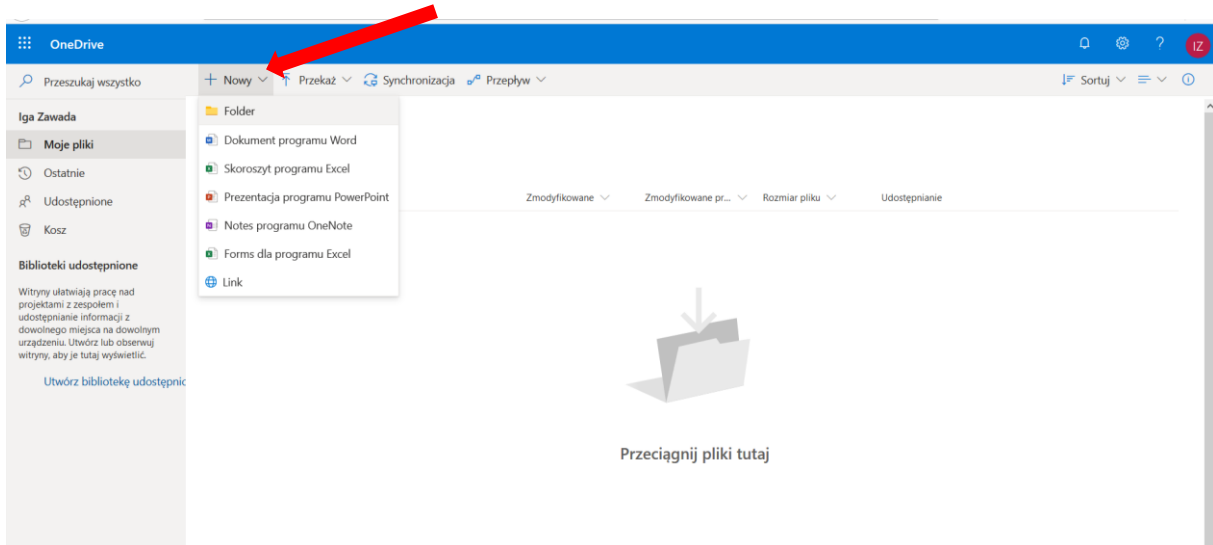 OneDrive
?
IZ
Przeszukaj wszystko
Nowy
Przekaż
Synchronizacja
Przepływ
Sortuj
Iga Zawada
Moje pliki
Ostatnie
Udostępnione
Kosz
Biblioteki udostępnione
Witryny ułatwiają pracę nad
projektami z zespołem i
udostępnianie informacji z
dowolnego miejsca na dowolnym
urządzeniu. Utwórz lub obserwuj
witryny, aby je tutaj wyświetlić.
Utwórz bibliotekę udostępnic
Folder
Dokument programu Word
Skoroszyt programu Excel
Prezentacja programu PowerPoint
Notes programu OneNote
Forms dla programu Excel
Link
Zmodyfikowane
Zmodyfikowane pr...
Rozmiar pliku
Udostępnianie
Przeciągnij pliki tutaj